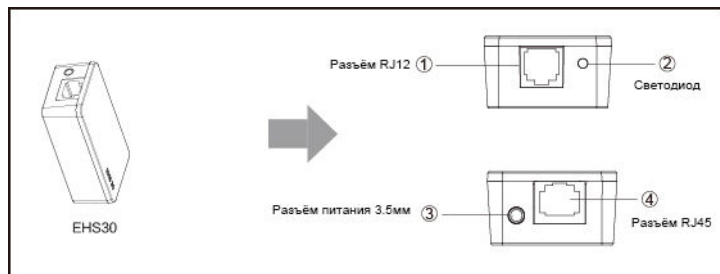 Разъём RJ12 ①
②
Светодиод
EHS30
Разъём питания 3.5мм ③
④
Разъём RJ45